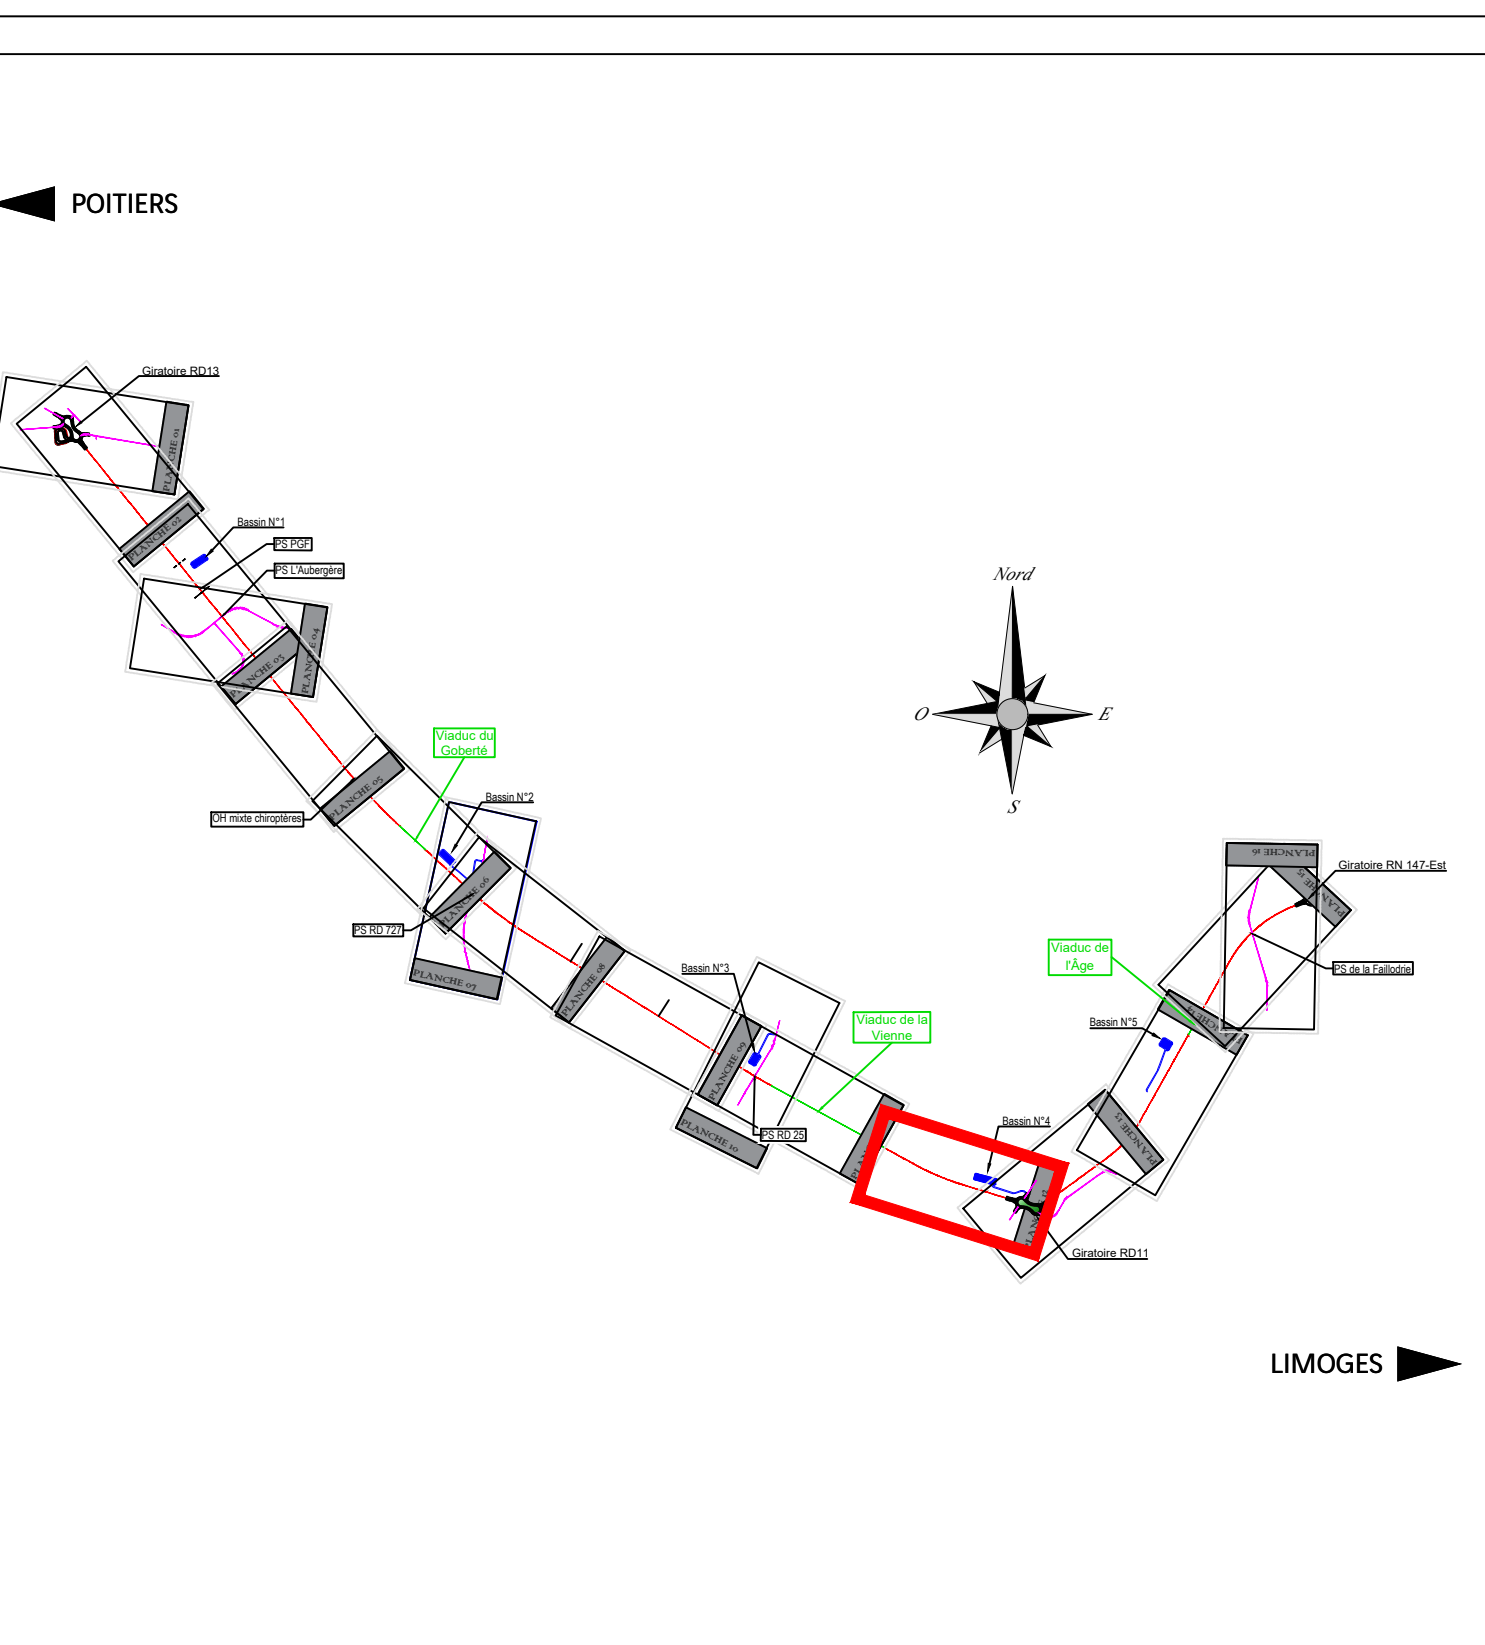 POITIERS
Giratoire RD13
PLANCHE 01
PLANCHE 02
Bassin N°1
PS PGF
PS L'Aubergère
PLANCHE 03
PLANCHE 04
Nord
O
E
S
Viaduc du
Goberté
PLANCHE 05
Bassin N°2
OH mixte chiroptères
PLANCHE 06
PS RD 727
PLANCHE 07
PLANCHE 08
Bassin N°3
PLANCHE 09
PLANCHE 10
PS RD 25
Viaduc de la
Vienne
Bassin N°4
Giratoire RD11
PLANCHE 13
Bassin N°5
Viaduc de
l'Âge
PLANCHE 16
Giratoire RN 147-Est
PS de la Faillodrie
LIMOGES